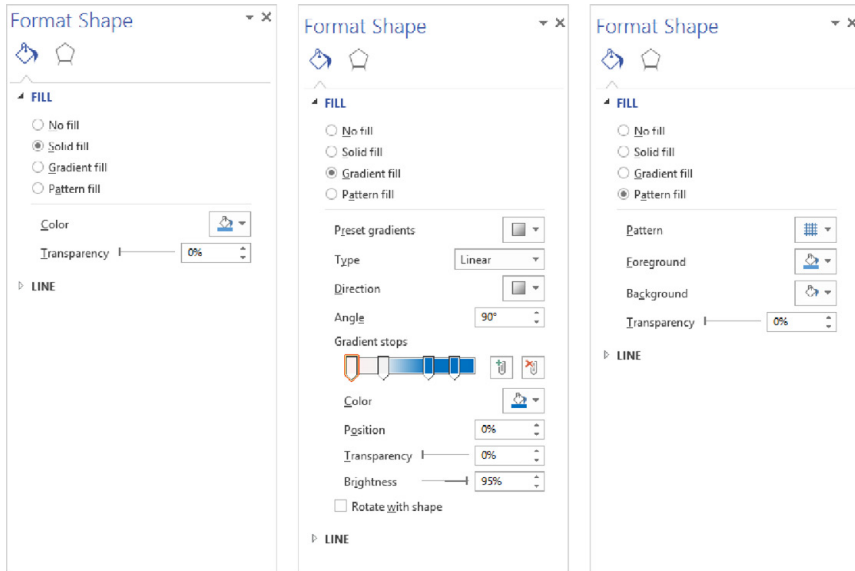 Format Shape
FILL
No fill
Solid fill
Gradient fill
Pattern fill
Color
Transparency 0%
LINE
Format Shape
FILL
No fill
Solid fill
Gradient fill
Pattern fill
Preset gradients
Type Linear
Direction
Angle 90°
Gradient stops
Color
Position 0%
Transparency 0%
Brightness 95%
Rotate with shape
LINE
Format Shape
FILL
No fill
Solid fill
Gradient fill
Pattern fill
Pattern
Foreground
Background
Transparency 0%
LINE